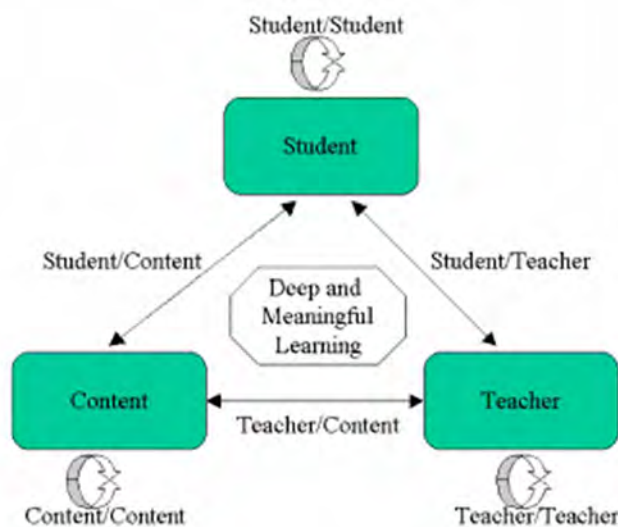 Student/Student
Student
Student/Content
Student/Teacher
Deep and
Meaningful
Learning
Content
Teacher
Teacher/Content
Content/Content
Teacher/Teacher